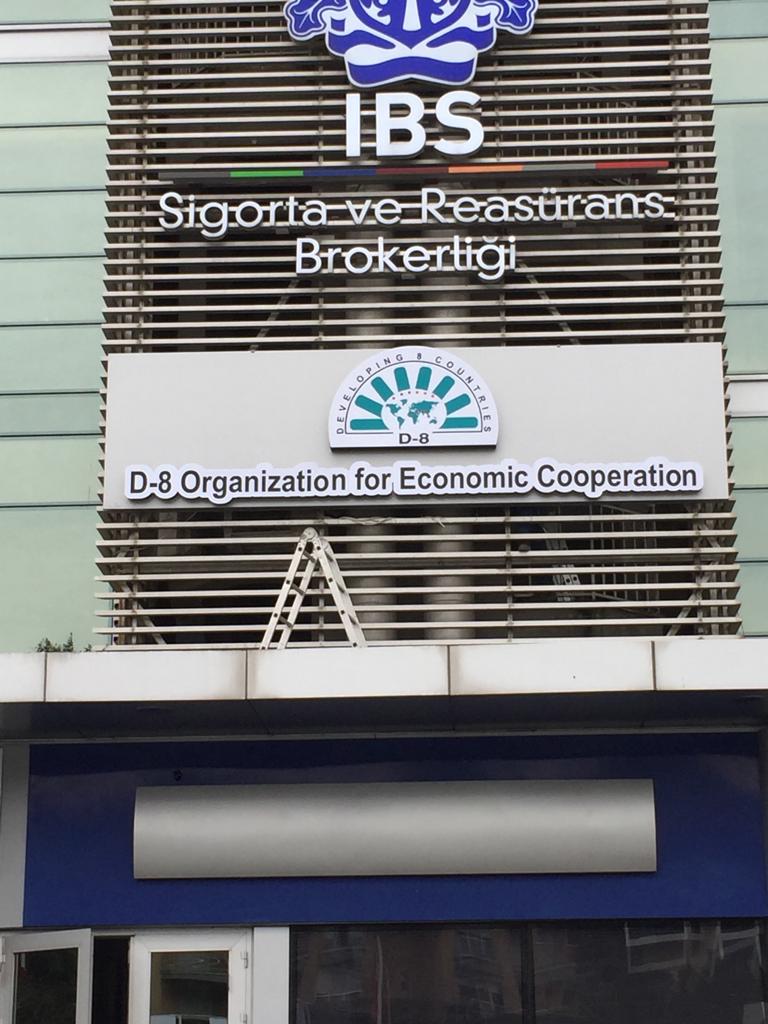 IBS
Sigorta ve Reasürans
Brokerliği
DEVELOPING 8 COUNTRIES
D-8
D-8 Organization for Economic Cooperation